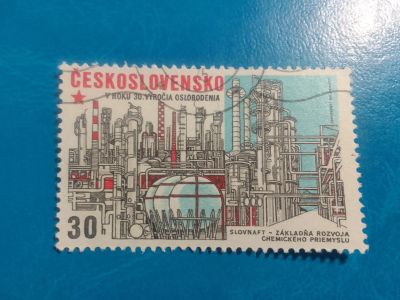 ČESKOSLOVENSKO
V ROKU 30. VÝROČIA OSLOBODENIA
30
SLOVNAFT - ZÁKLADŇA ROZVOJA
CHEMICKÉHO PRIEMYSLU